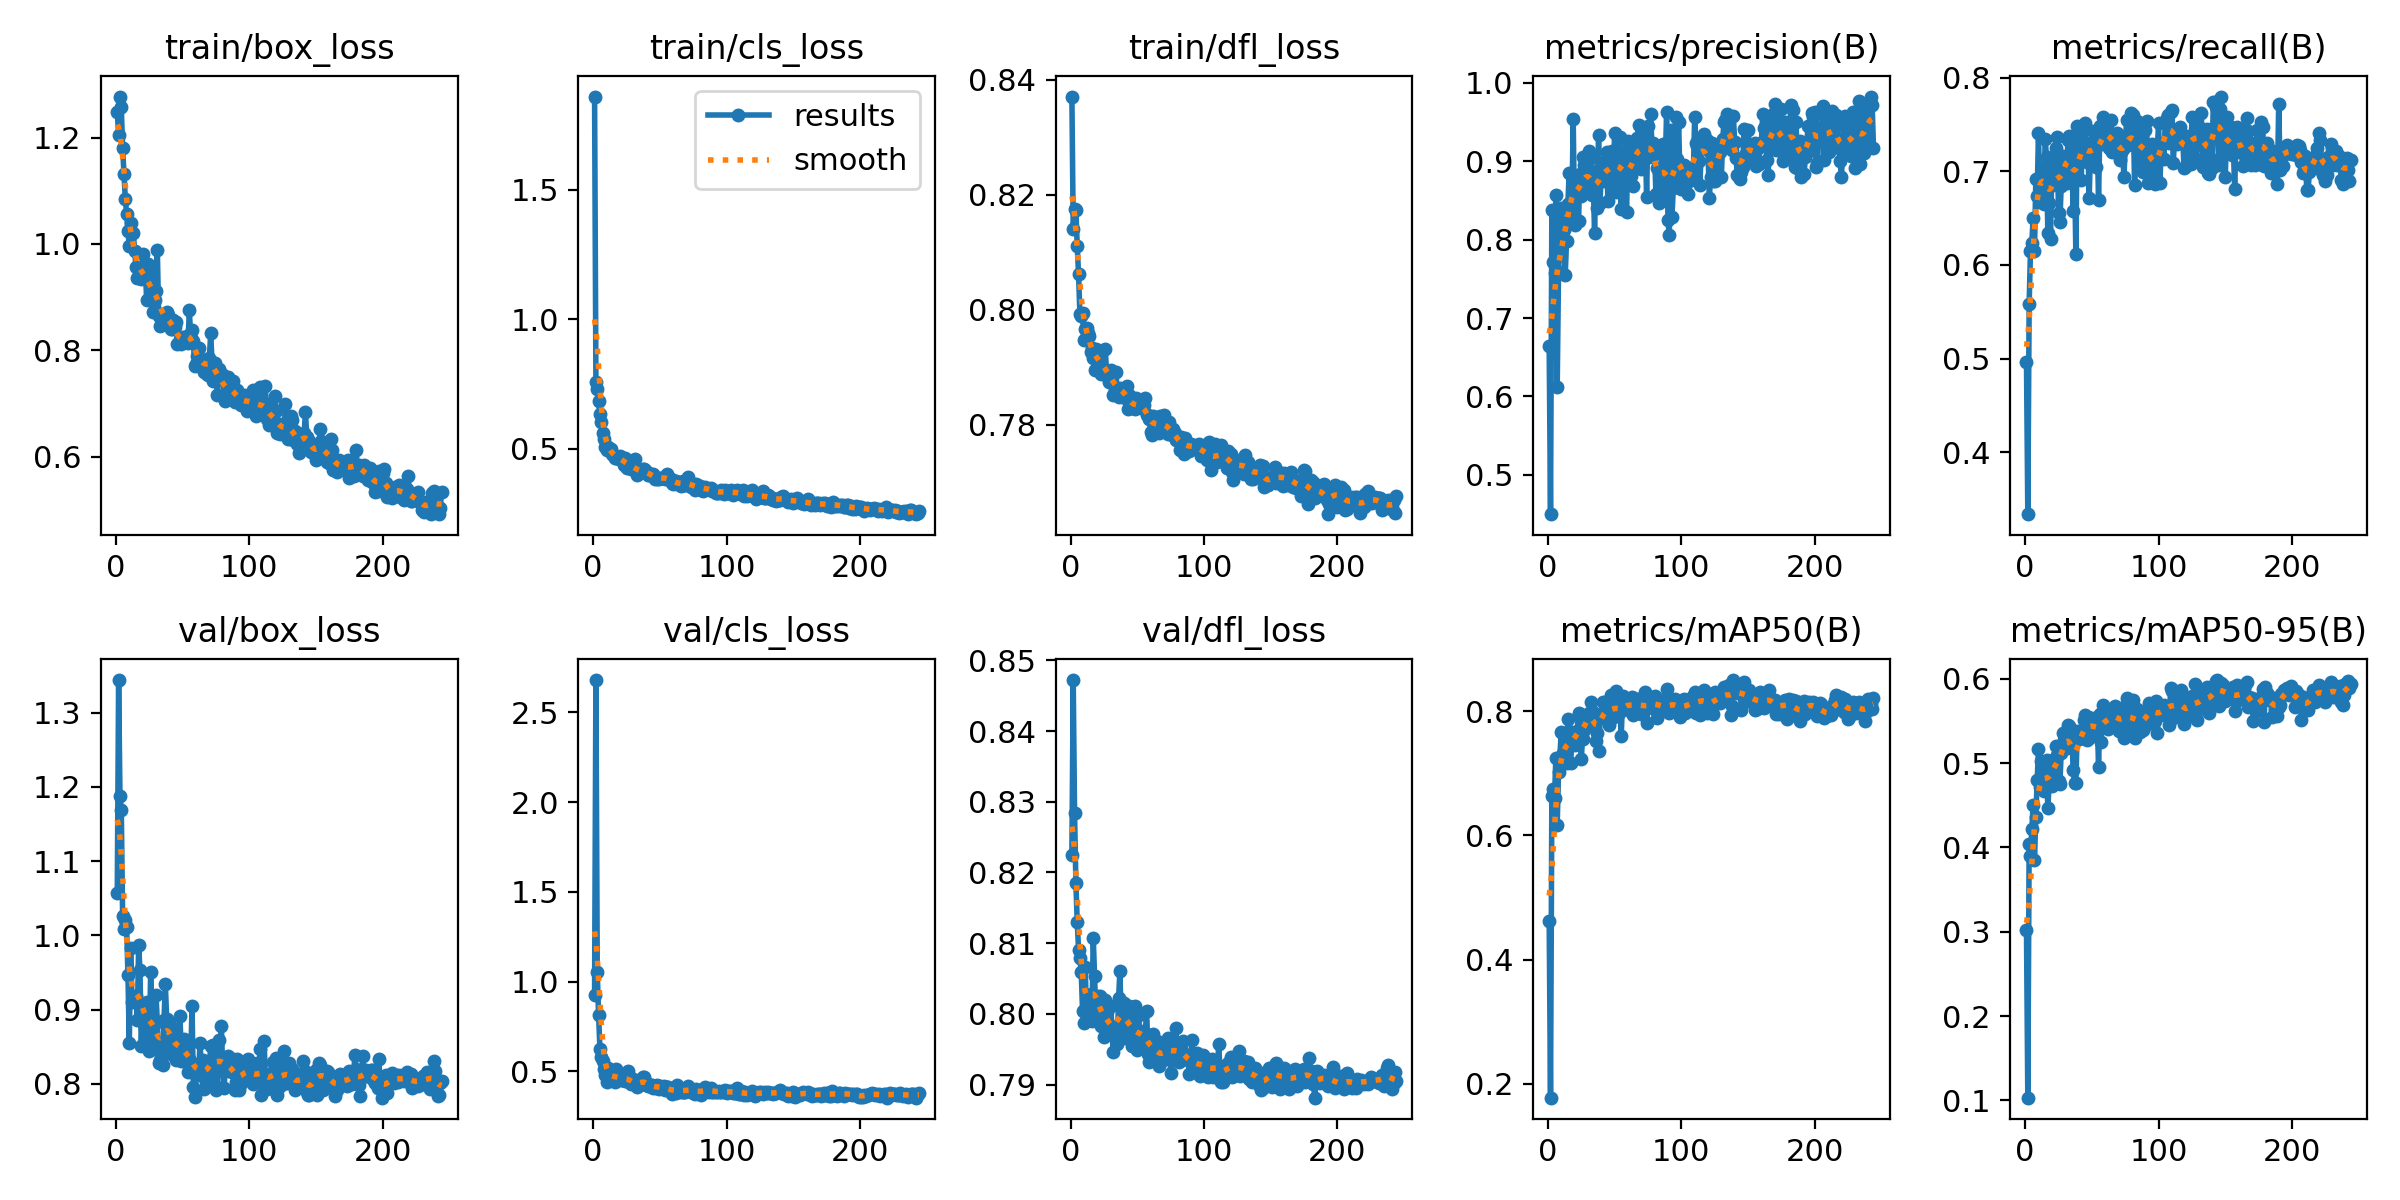 train/box_loss
1.2
1.0
0.8
0.6
0 100 200
train/cls_loss
results
smooth
1.5
1.0
0.5
0 100 200
train/dfl_loss
0.84
0.82
0.80
0.78
0 100 200
metrics/precision(B)
1.0
0.9
0.8
0.7
0.6
0.5
0 100 200
metrics/recall(B)
0.8
0.7
0.6
0.5
0.4
0 100 200
val/box_loss
1.3
1.2
1.1
1.0
0.9
0.8
0 100 200
val/cls_loss
2.5
2.0
1.5
1.0
0.5
0 100 200
val/dfl_loss
0.85
0.84
0.83
0.82
0.81
0.80
0.79
0 100 200
metrics/mAP50(B)
0.8
0.6
0.4
0.2
0 100 200
metrics/mAP50-95(B)
0.6
0.5
0.4
0.3
0.2
0.1
0 100 200